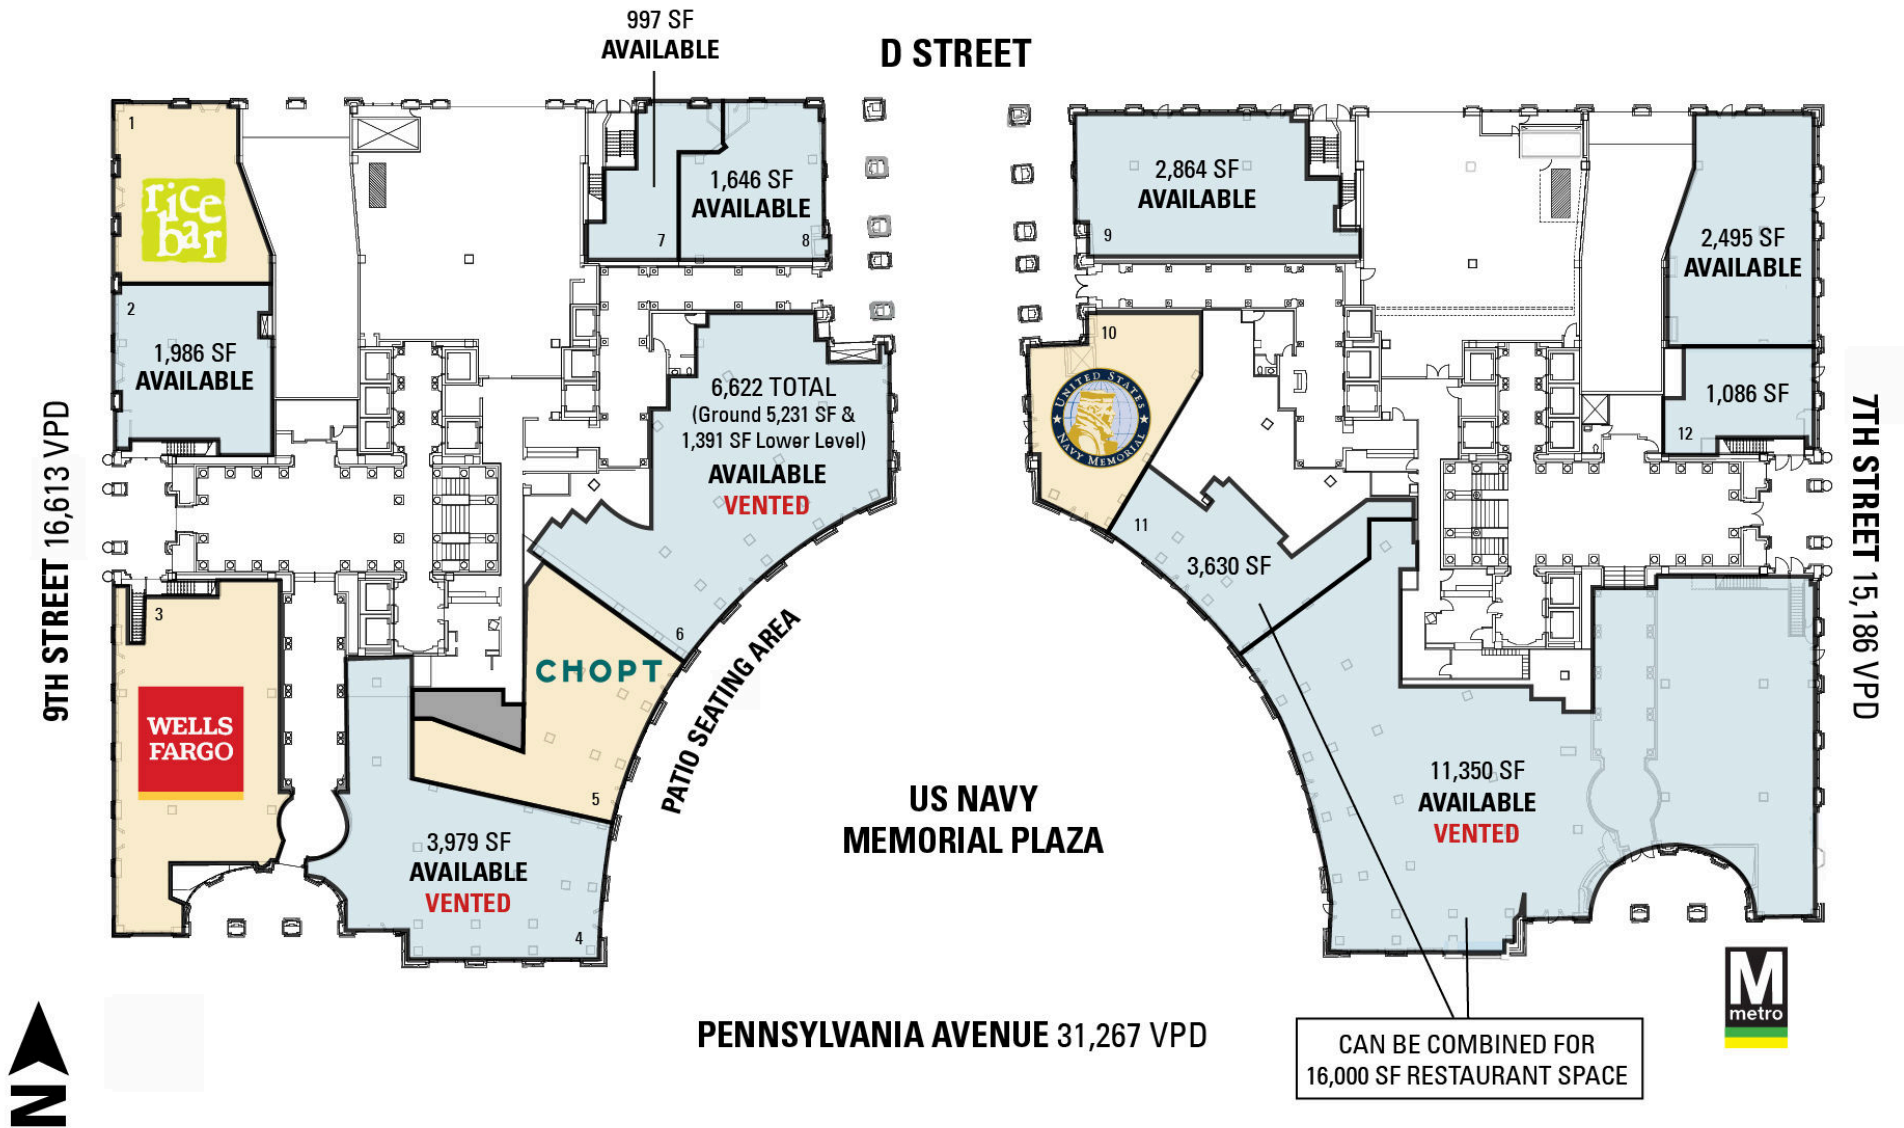 997 SF
AVAILABLE
D STREET
1
rice
bar
7
1,646 SF
AVAILABLE
8
2,864 SF
AVAILABLE
9
2,495 SF
AVAILABLE
2
1,986 SF
AVAILABLE
6,622 TOTAL
(Ground 5,231 SF &
1,391 SF Lower Level)
AVAILABLE
VENTED
6
10
UNITED STATES
NAVY MEMORIAL
1,086 SF
12
11
3,630 SF
9TH STREET 16,613 VPD
7TH STREET 15,186 VPD
3
WELLS
FARGO
CHOPT
5
PATIO SEATING AREA
3,979 SF
AVAILABLE
VENTED
4
US NAVY
MEMORIAL PLAZA
11,350 SF
AVAILABLE
VENTED
PENNSYLVANIA AVENUE 31,267 VPD
CAN BE COMBINED FOR
16,000 SF RESTAURANT SPACE
M
metro
N